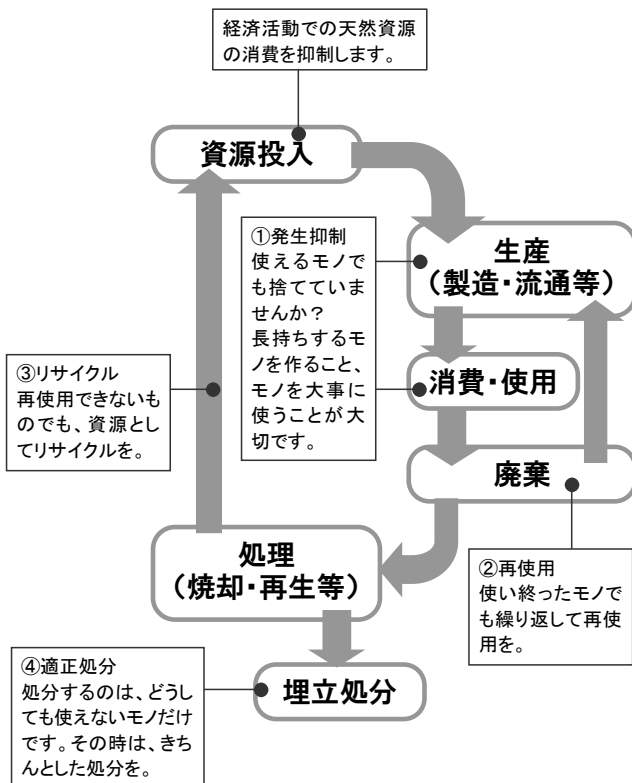 経済活動での天然資源
の消費を抑制します。
資源投入
①発生抑制
使えるモノで
も捨てていま
せんか？
長持ちするモ
ノを作ること、
モノを大事に
使うことが大
切です。
生産
（製造・流通等）
消費・使用
③リサイクル
再使用できないも
のでも、資源とし
てリサイクルを。
廃棄
処理
（焼却・再生等）
②再使用
使い終ったモノで
も繰り返して再使
用を。
④適正処分
処分するのは、どうし
ても使えないモノだけ
です。その時は、きち
んとした処分を。
埋立処分